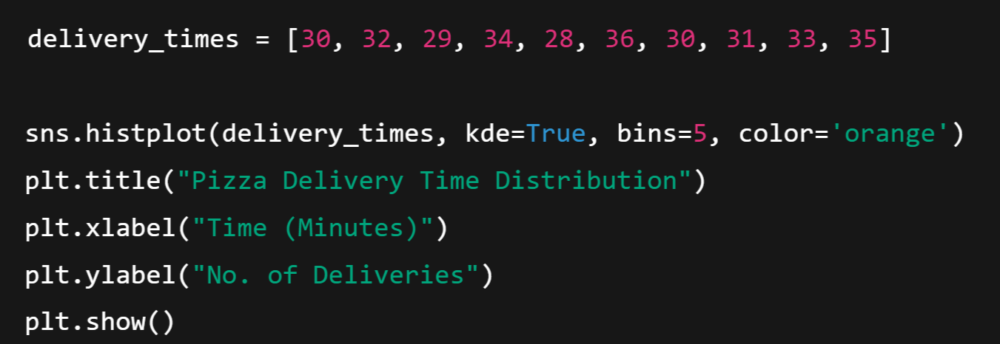 delivery_times = [30, 32, 29, 34, 28, 36, 30, 31, 33, 35]
sns.histplot(delivery_times, kde=True, bins=5, color='orange')
plt.title("Pizza Delivery Time Distribution")
plt.xlabel("Time (Minutes)")
plt.ylabel("No. of Deliveries")
plt.show()